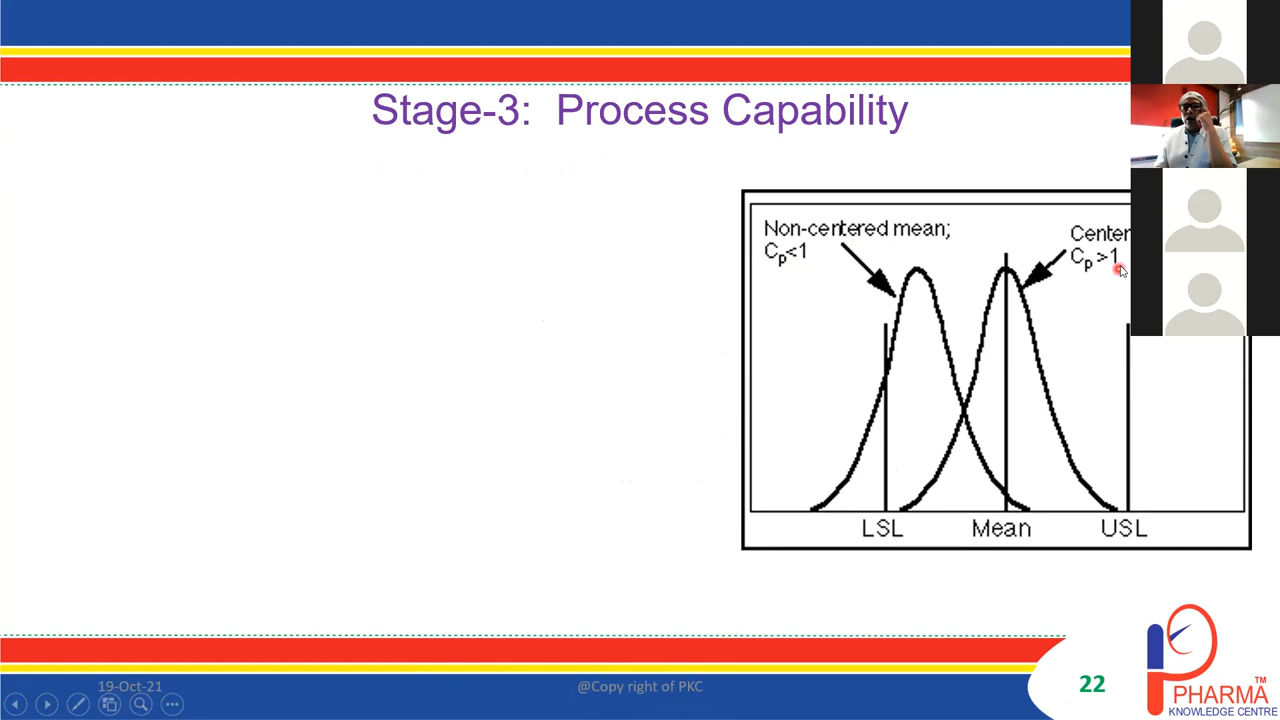 Stage-3: Process Capability
Non-centered mean;
Cp<1
Center
Cp >1
LSL Mean USL
19-Oct-21 @Copy right of PKC 22
PHARMA TM
KNOWLEDGE CENTRE